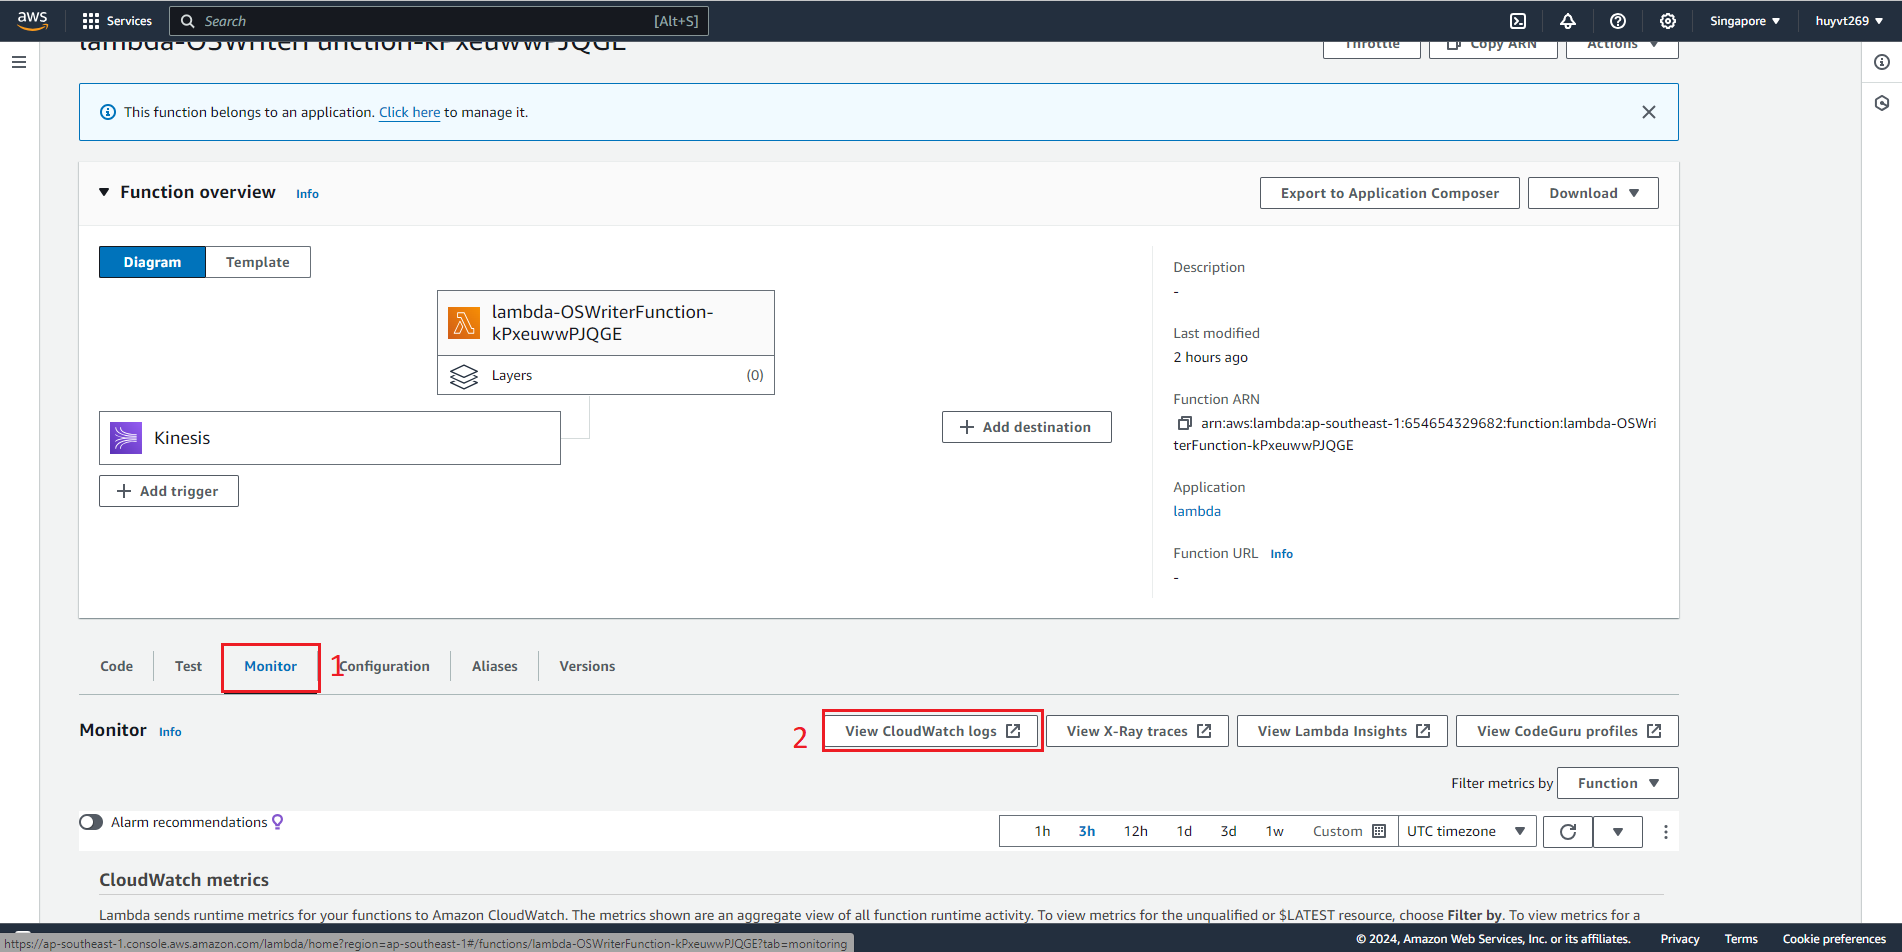 aws
Services
Search
[Alt+S]
Singapore
huyvt269
lambda-OSWriterFunction-kPxeuwwPJQGE
Throttle
Copy ARN
Actions
This function belongs to an application. Click here to manage it.
Function overview
Info
Export to Application Composer
Download
Diagram
Template
lambda-OSWriterFunction-
kPxeuwwPJQGE
Layers
(0)
Kinesis
Add destination
Add trigger
Description
-
Last modified
2 hours ago
Function ARN
arn:aws:lambda:ap-southeast-1:654654329682:function:lambda-OSWri
terFunction-kPxeuwwPJQGE
Application
lambda
Function URL Info
-
Code
Test
Monitor
1
Configuration
Aliases
Versions
Monitor
Info
2
View CloudWatch logs
View X-Ray traces
View Lambda Insights
View CodeGuru profiles
Filter metrics by
Function
Alarm recommendations
1h
3h
12h
1d
3d
1w
Custom
UTC timezone
CloudWatch metrics
Lambda sends runtime metrics for your functions to Amazon CloudWatch. The metrics shown are an aggregate view of all function runtime activity. To view metrics for the unqualified or $LATEST resource, choose Filter by. To view metrics for a
https://ap-southeast-1.console.aws.amazon.com/lambda/home?region=ap-southeast-1#/functions/lambda-OSWriterFunction-kPxeuwwPJQGE?tab=monitoring
© 2024, Amazon Web Services, Inc. or its affiliates.
Privacy
Terms
Cookie preferences